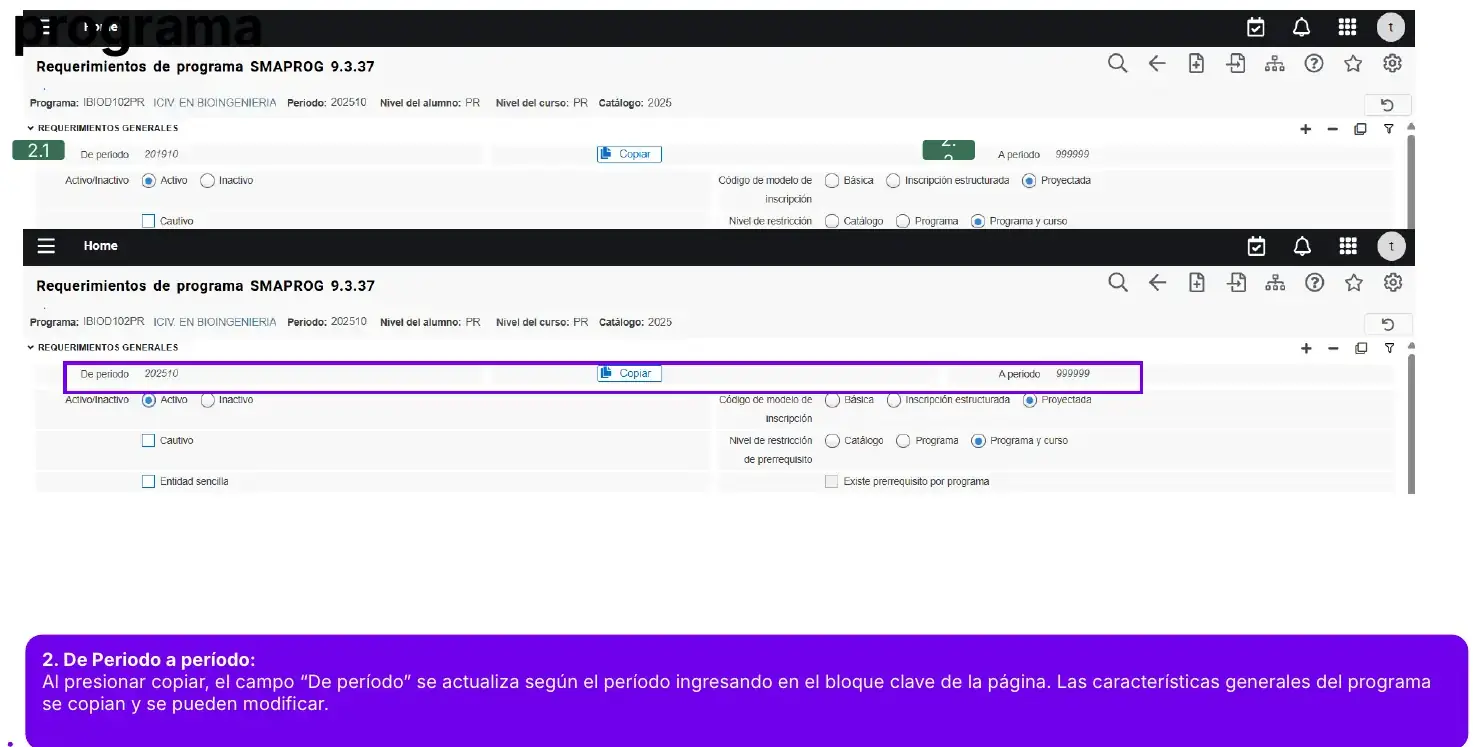 programa
Home
t
Requerimientos de programa SMAPROG 9.3.37
Programa: IBIOD102PR ICIV. EN BIOINGENIERIA Periodo: 202510 Nivel del alumno: PR Nivel del curso: PR Catálogo: 2025
REQUERIMIENTOS GENERALES
2.1 De periodo 201910 Copiar 2.2 A periodo 999999
Activo/Inactivo Activo Inactivo Código de modelo de Básica Inscripción estructurada Proyectada
inscripción
Cautivo Nivel de restricción Catálogo Programa Programa y curso
Home
t
Requerimientos de programa SMAPROG 9.3.37
Programa: IBIOD102PR ICIV. EN BIOINGENIERIA Periodo: 202510 Nivel del alumno: PR Nivel del curso: PR Catálogo: 2025
REQUERIMIENTOS GENERALES
De periodo 202510 Copiar A periodo 999999
Activo/Inactivo Activo Inactivo Código de modelo de Básica Inscripción estructurada Proyectada
inscripción
Cautivo Nivel de restricción Catálogo Programa Programa y curso
de prerrequisito
Entidad sencilla Existe prerrequisito por programa
2. De Periodo a período:
Al presionar copiar, el campo “De período” se actualiza según el período ingresando en el bloque clave de la página. Las características generales del programa
se copian y se pueden modificar.